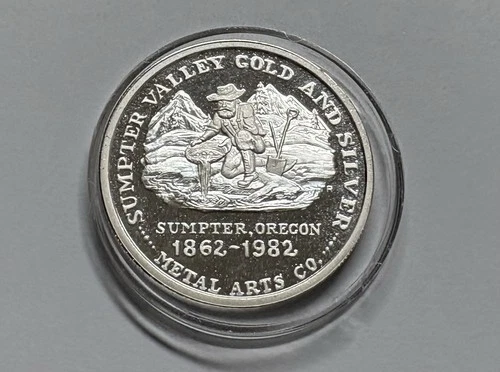 SUMPTER VALLEY GOLD AND SILVER
SUMPTER, OREGON
1862-1982
METAL ARTS CO.